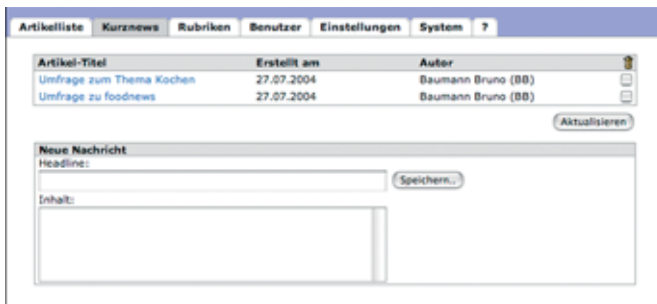 Artikelliste Kurznews Rubriken Benutzer Einstellungen System ?
Artikel-Titel Erstellt am Autor
Umfrage zum Thema Kochen 27.07.2004 Baumann Bruno (BB)
Umfrage zu foodnews 27.07.2004 Baumann Bruno (BB)
Aktualisieren
Neue Nachricht
Headline:
Speichern..
Inhalt: